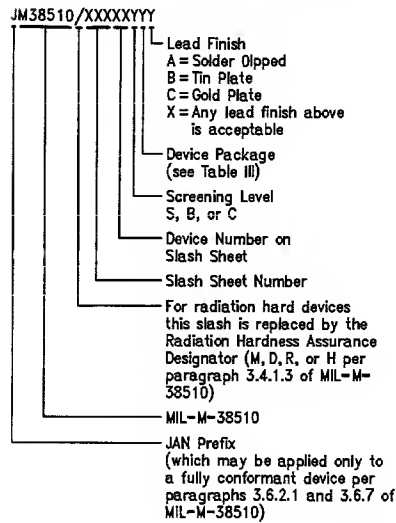 JM38510/XXXXXYYY
Lead Finish
A = Solder Olpped
B = Tin Plate
C = Gold Plate
X = Any lead finish above
is acceptable
Device Package
(see Table III)
Screening Level
S, B, or C
Device Number on
Slash Sheet
Slash Sheet Number
For radiation hard devices
this slash is replaced by the
Radiation Hardness Assurance
Designator (M, D, R, or H per
paragraph 3.4.1.3 of MIL-M-
38510)
MIL-M-38510
JAN Prefix
(which may be applied only to
a fully conformant device per
paragraphs 3.6.2.1 and 3.6.7 of
MIL-M-38510)